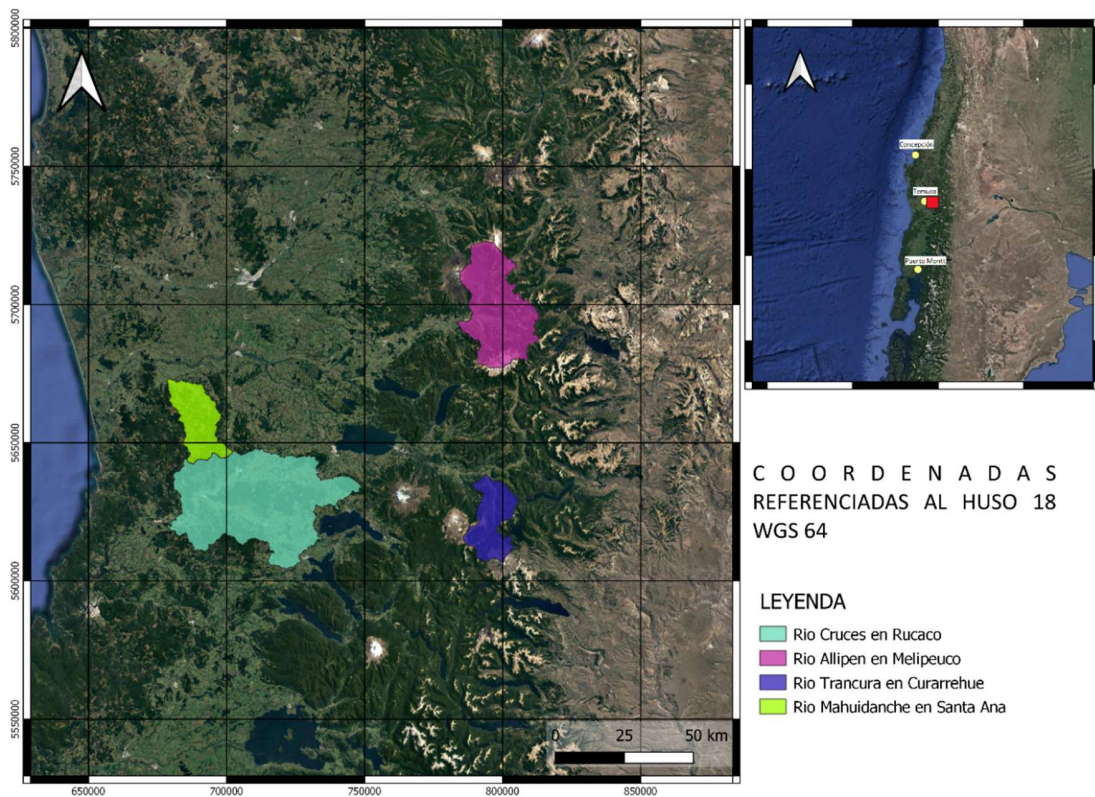 5800000
5750000
5700000
5650000
5600000
5550000
650000
700000
750000
800000
850000
0 25 50 km
Concepción
Temuco
Puerto Montt
C O O R D E N A D A S
REFERENCIADAS AL HUSO 18
WGS 64
LEYENDA
Rio Cruces en Rucaco
Rio Allipen en Melipeuco
Rio Trancura en Curarrehue
Rio Mahuidanche en Santa Ana